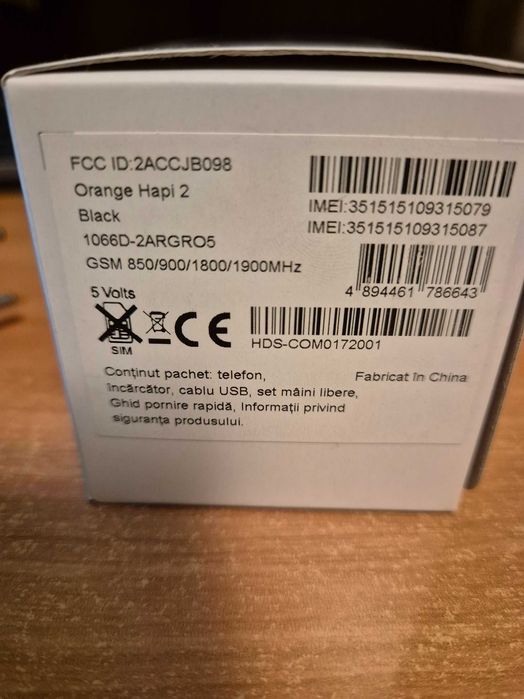 FCC ID:2ACCJB098
Orange Hapi 2
Black
1066D-2ARGRO5
GSM 850/900/1800/1900MHz
IMEI:351515109315079
IMEI:351515109315087
4 894461 786643
5 Volts
CE
SIM
HDS-COM0172001
Conținut pachet: telefon,
încărcător, cablu USB, set mâini libere,
Ghid pornire rapidă, Informații privind
siguranța produsului.
Fabricat în China